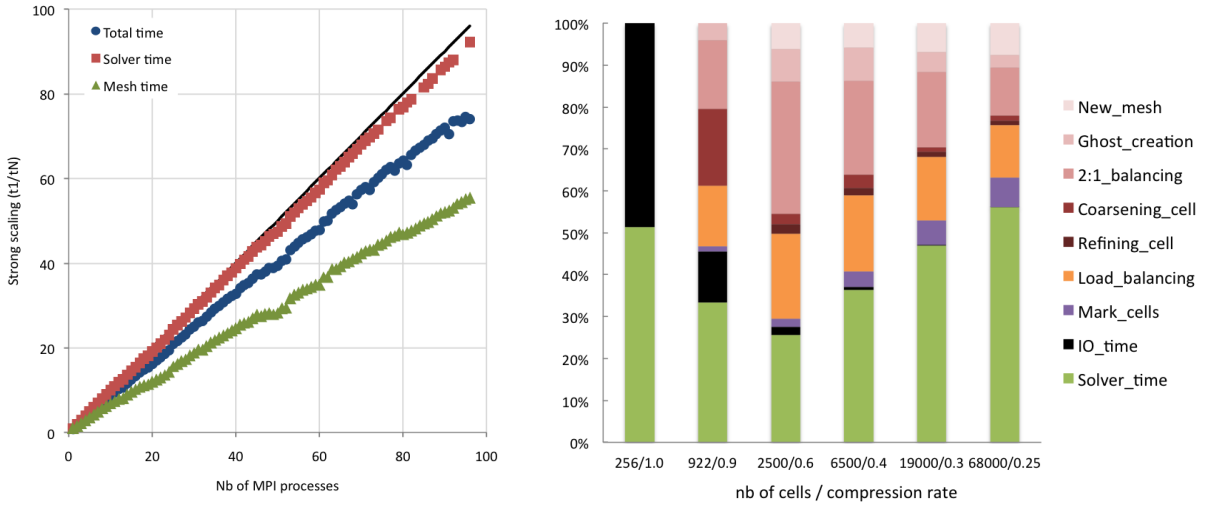 100
80
60
40
20
0
Strong scaling (t1/tN)
Total time
Solver time
Mesh time
0 20 40 60 80 100
Nb of MPI processes
100%
90%
80%
70%
60%
50%
40%
30%
20%
10%
0%
256/1.0 922/0.9 2500/0.6 6500/0.4 19000/0.3 68000/0.25
nb of cells / compression rate
New_mesh
Ghost_creation
2:1_balancing
Coarsening_cell
Refining_cell
Load_balancing
Mark_cells
IO_time
Solver_time